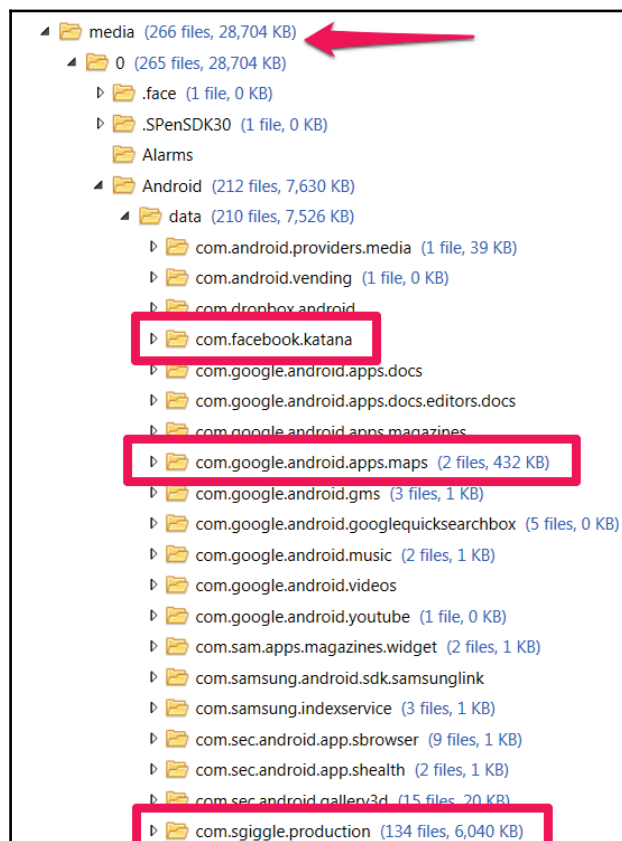 media (266 files, 28,704 KB)
0 (265 files, 28,704 KB)
.face (1 file, 0 KB)
.SPenSDK30 (1 file, 0 KB)
Alarms
Android (212 files, 7,630 KB)
data (210 files, 7,526 KB)
com.android.providers.media (1 file, 39 KB)
com.android.vending (1 file, 0 KB)
com.dropbox.android
com.facebook.katana
com.google.android.apps.docs
com.google.android.apps.docs.editors.docs
com.google.android.apps.magazines
com.google.android.apps.maps (2 files, 432 KB)
com.google.android.gms (3 files, 1 KB)
com.google.android.googlequicksearchbox (5 files, 0 KB)
com.google.android.music (2 files, 1 KB)
com.google.android.videos
com.google.android.youtube (1 file, 0 KB)
com.sam.apps.magazines.widget (2 files, 1 KB)
com.samsung.android.sdk.samsunglink
com.samsung.indexservice (3 files, 1 KB)
com.sec.android.app.sbrowser (9 files, 1 KB)
com.sec.android.app.shealth (2 files, 1 KB)
com.sec.android.gallery3d (15 files, 20 KB)
com.sgiggle.production (134 files, 6,040 KB)